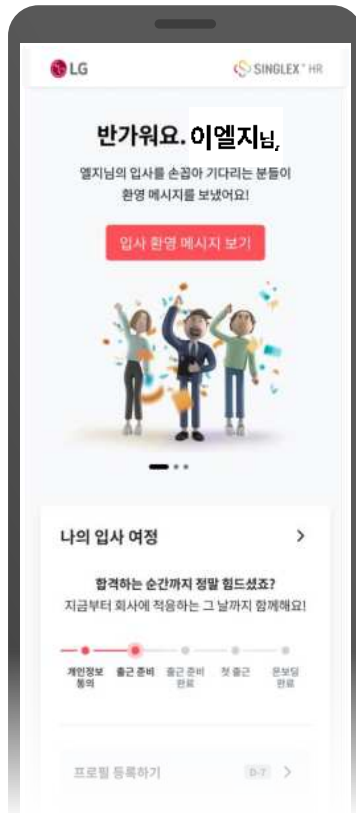 LG
SINGLEX HR
반가워요. 이엘지님,
엘지님의 입사를 손꼽아 기다리는 분들이
환영 메시지를 보냈어요!
입사 환영 메시지 보기
나의 입사 여정
합격하는 순간까지 정말 힘드셨죠?
지금부터 회사에 적응하는 그 날까지 함께해요!
개인정보 동의
출근 준비
출근 준비 완료
첫 출근
온보딩 완료
프로필 등록하기 D-7